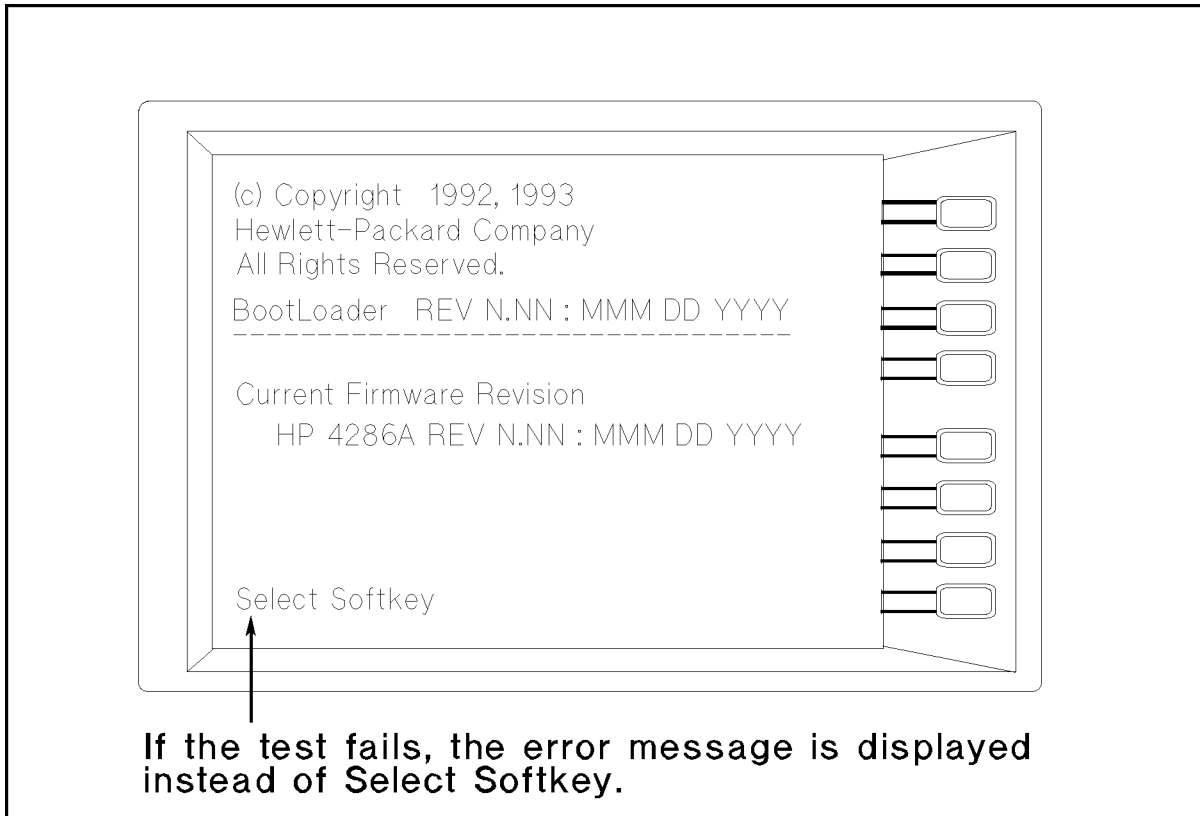 (c) Copyright 1992, 1993
Hewlett-Packard Company
All Rights Reserved.
BootLoader REV N.NN : MMM DD YYYY
----------------------------------------
Current Firmware Revision
HP 4286A REV N.NN : MMM DD YYYY
Select Softkey
If the test fails, the error message is displayed
instead of Select Softkey.